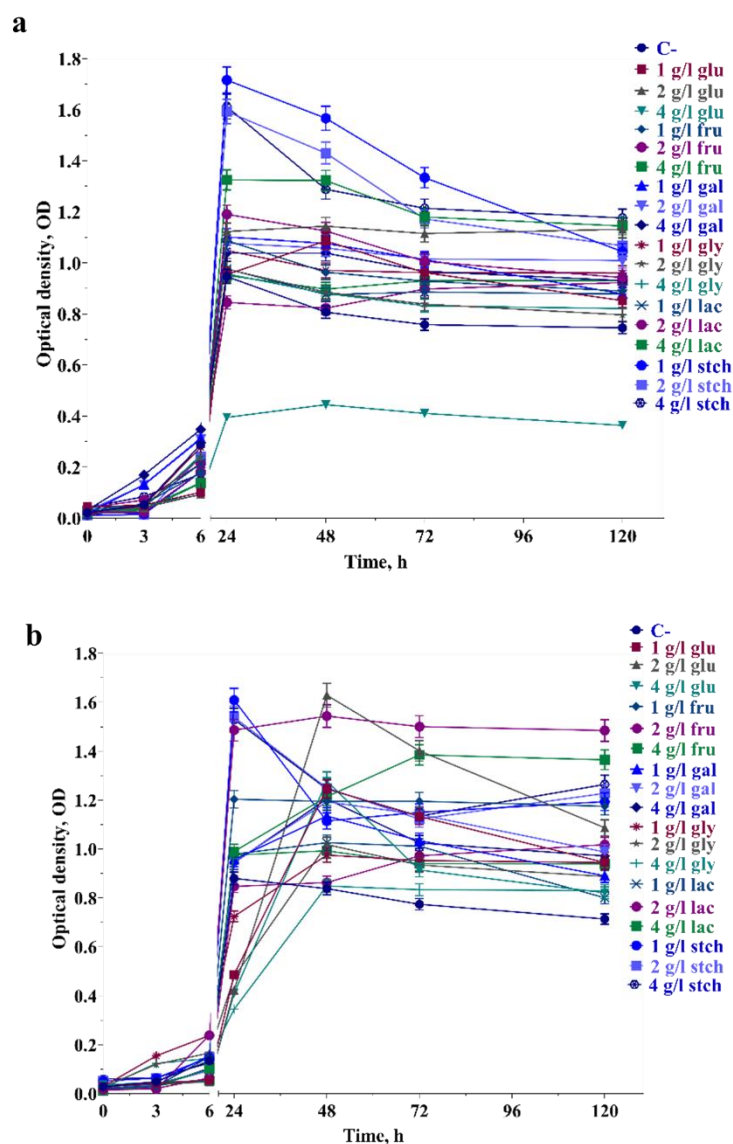 a
Optical density, OD
1.8
1.6
1.4
1.2
1.0
0.8
0.6
0.4
0.2
0.0
0 3 6 24 48 72 96 120
Time, h
C-
1 g/l glu
2 g/l glu
4 g/l glu
1 g/l fru
2 g/l fru
4 g/l fru
1 g/l gal
2 g/l gal
4 g/l gal
1 g/l gly
2 g/l gly
4 g/l gly
1 g/l lac
2 g/l lac
4 g/l lac
1 g/l stch
2 g/l stch
4 g/l stch
b
Optical density, OD
1.8
1.6
1.4
1.2
1.0
0.8
0.6
0.4
0.2
0.0
0 3 6 24 48 72 96 120
Time, h
C-
1 g/l glu
2 g/l glu
4 g/l glu
1 g/l fru
2 g/l fru
4 g/l fru
1 g/l gal
2 g/l gal
4 g/l gal
1 g/l gly
2 g/l gly
4 g/l gly
1 g/l lac
2 g/l lac
4 g/l lac
1 g/l stch
2 g/l stch
4 g/l stch